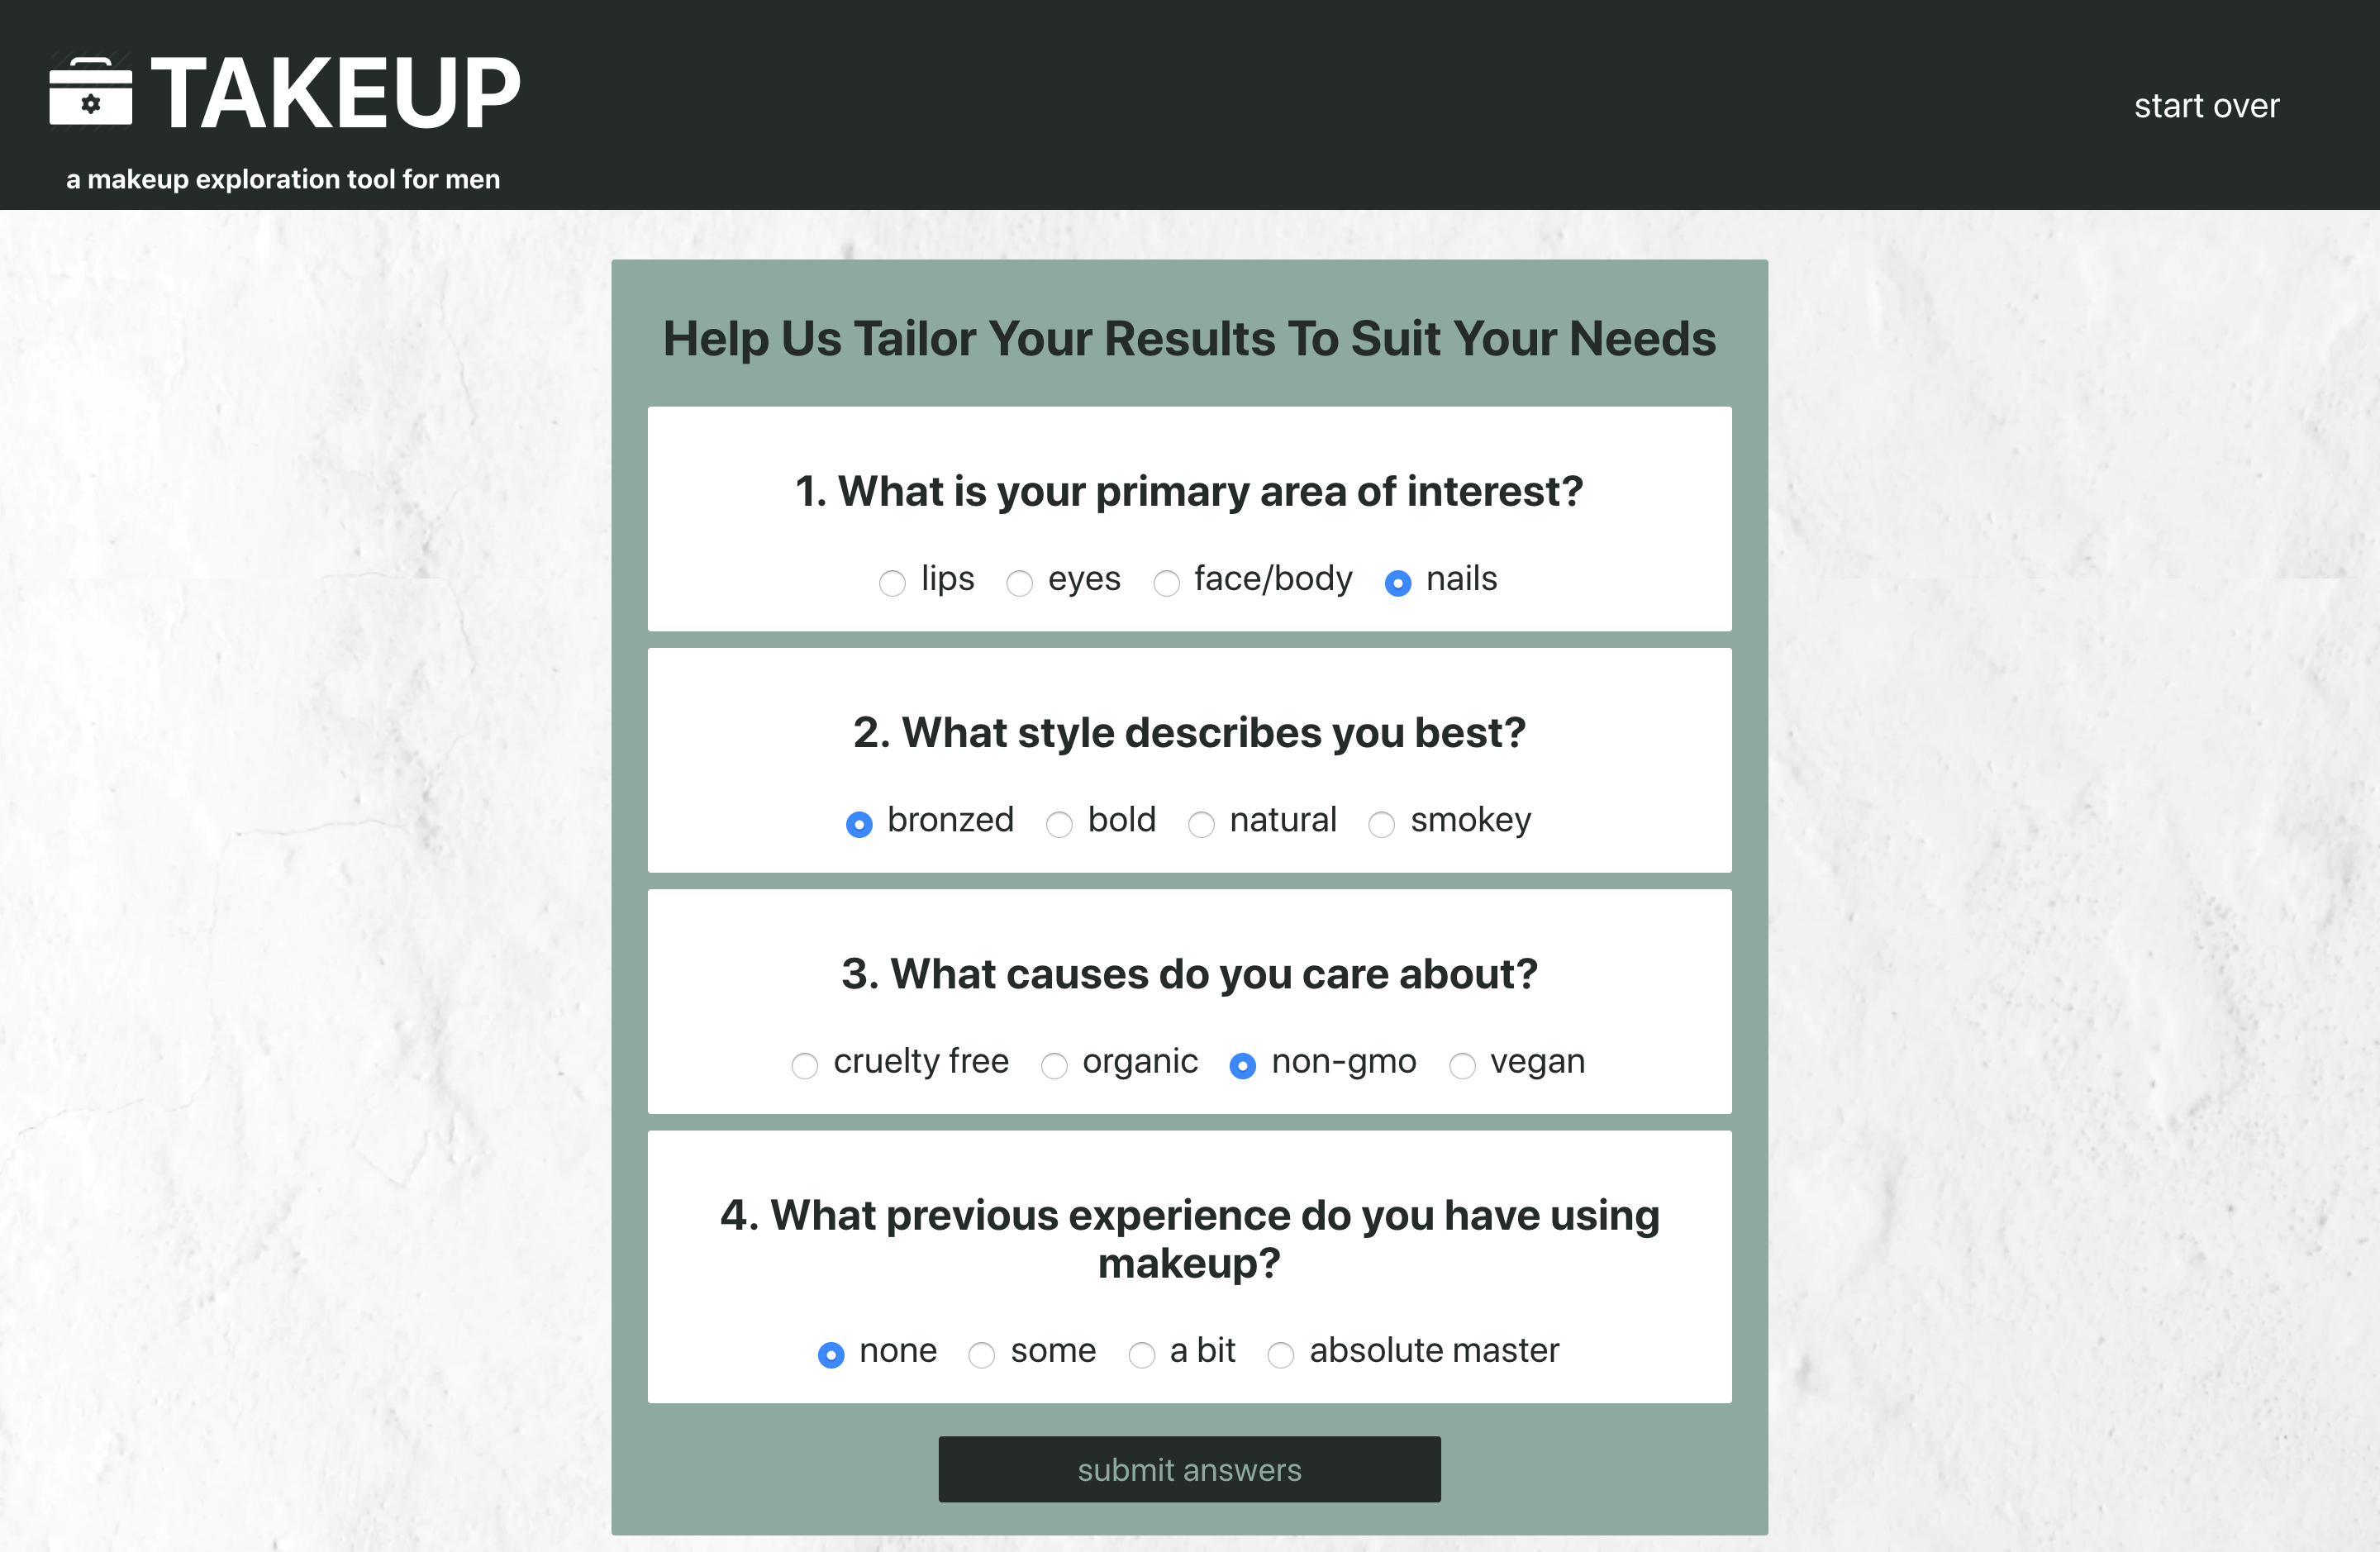 TAKEUP
a makeup exploration tool for men
start over
Help Us Tailor Your Results To Suit Your Needs
1. What is your primary area of interest?
lips eyes face/body nails
2. What style describes you best?
bronzed bold natural smokey
3. What causes do you care about?
cruelty free organic non-gmo vegan
4. What previous experience do you have using
makeup?
none some a bit absolute master
submit answers